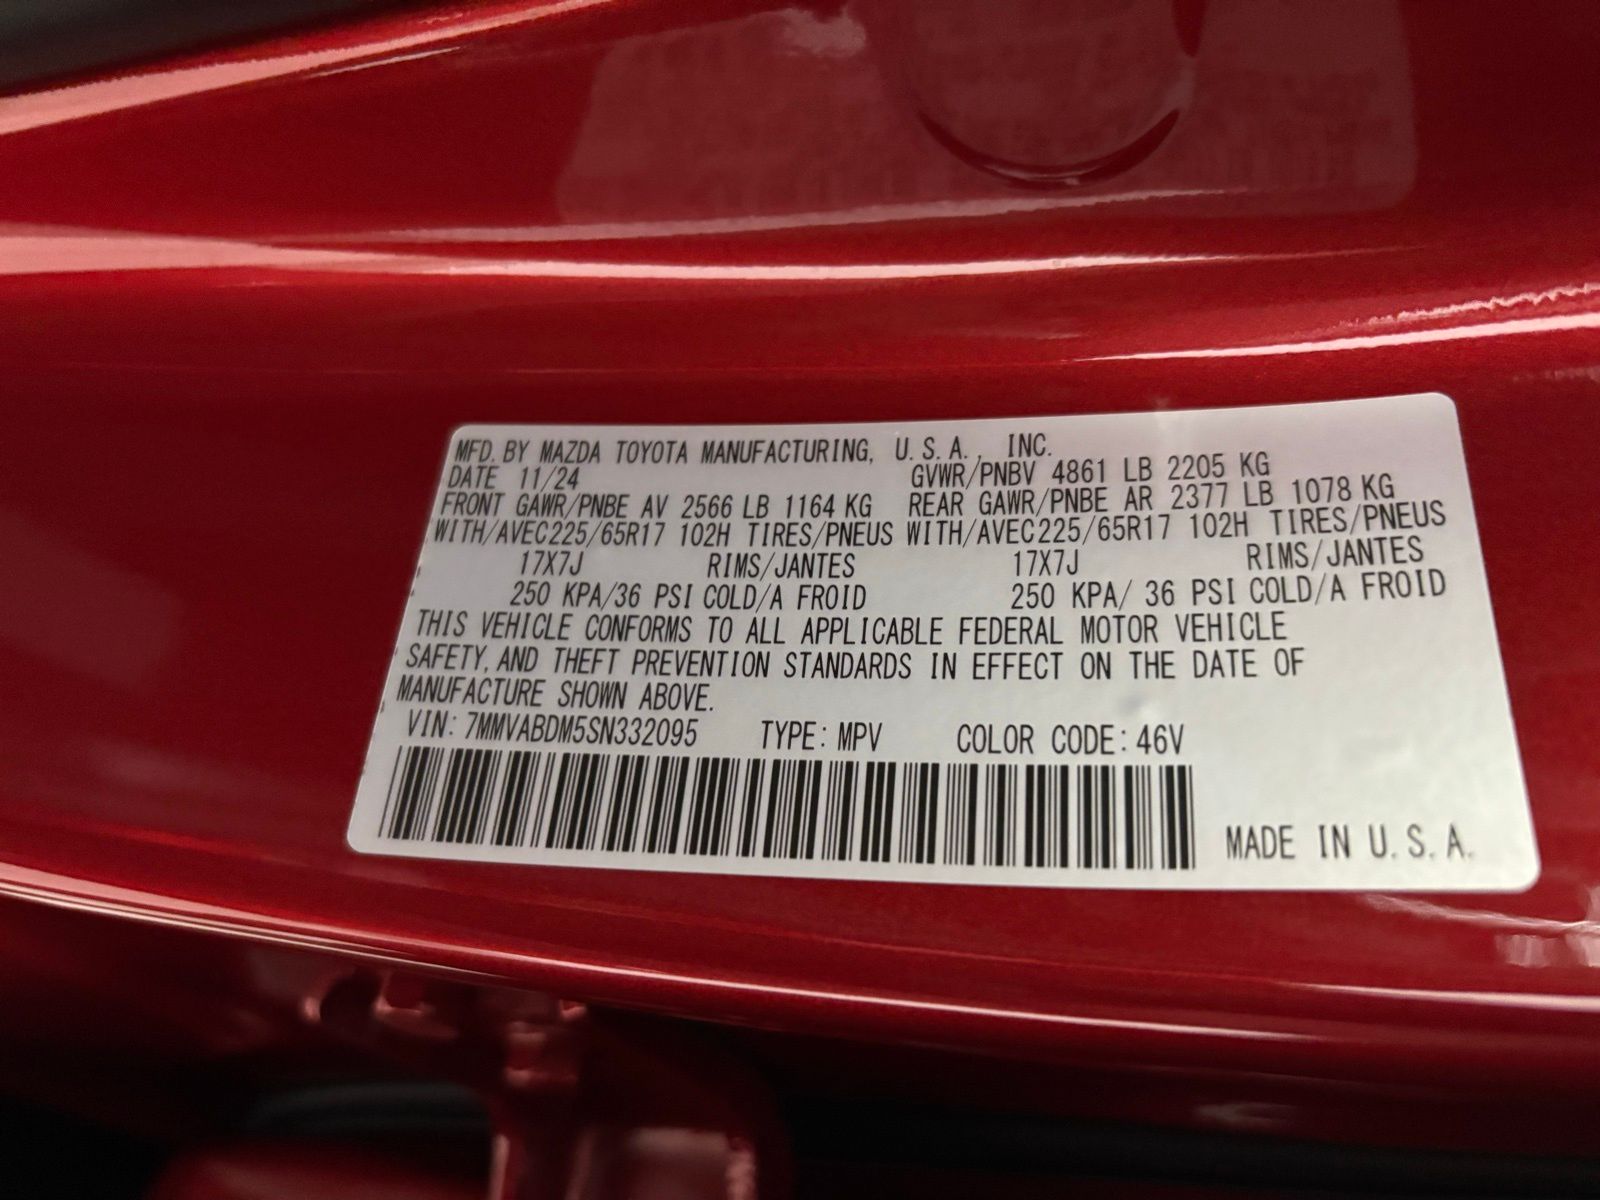 MFD. BY MAZDA TOYOTA MANUFACTURING, U.S.A., INC.
DATE 11/24 GVWR/PNBV 4861 LB 2205 KG
FRONT GAWR/PNBE AV 2566 LB 1164 KG REAR GAWR/PNBE AR 2377 LB 1078 KG
WITH/AVEC225/65R17 102H TIRES/PNEUS WITH/AVEC225/65R17 102H TIRES/PNEUS
17X7J RIMS/JANTES 17X7J RIMS/JANTES
250 KPA/36 PSI COLD/A FROID 250 KPA/ 36 PSI COLD/A FROID
THIS VEHICLE CONFORMS TO ALL APPLICABLE FEDERAL MOTOR VEHICLE
SAFETY, AND THEFT PREVENTION STANDARDS IN EFFECT ON THE DATE OF
MANUFACTURE SHOWN ABOVE.
VIN: 7MMVABDM5SN332095 TYPE: MPV COLOR CODE: 46V
MADE IN U.S.A.